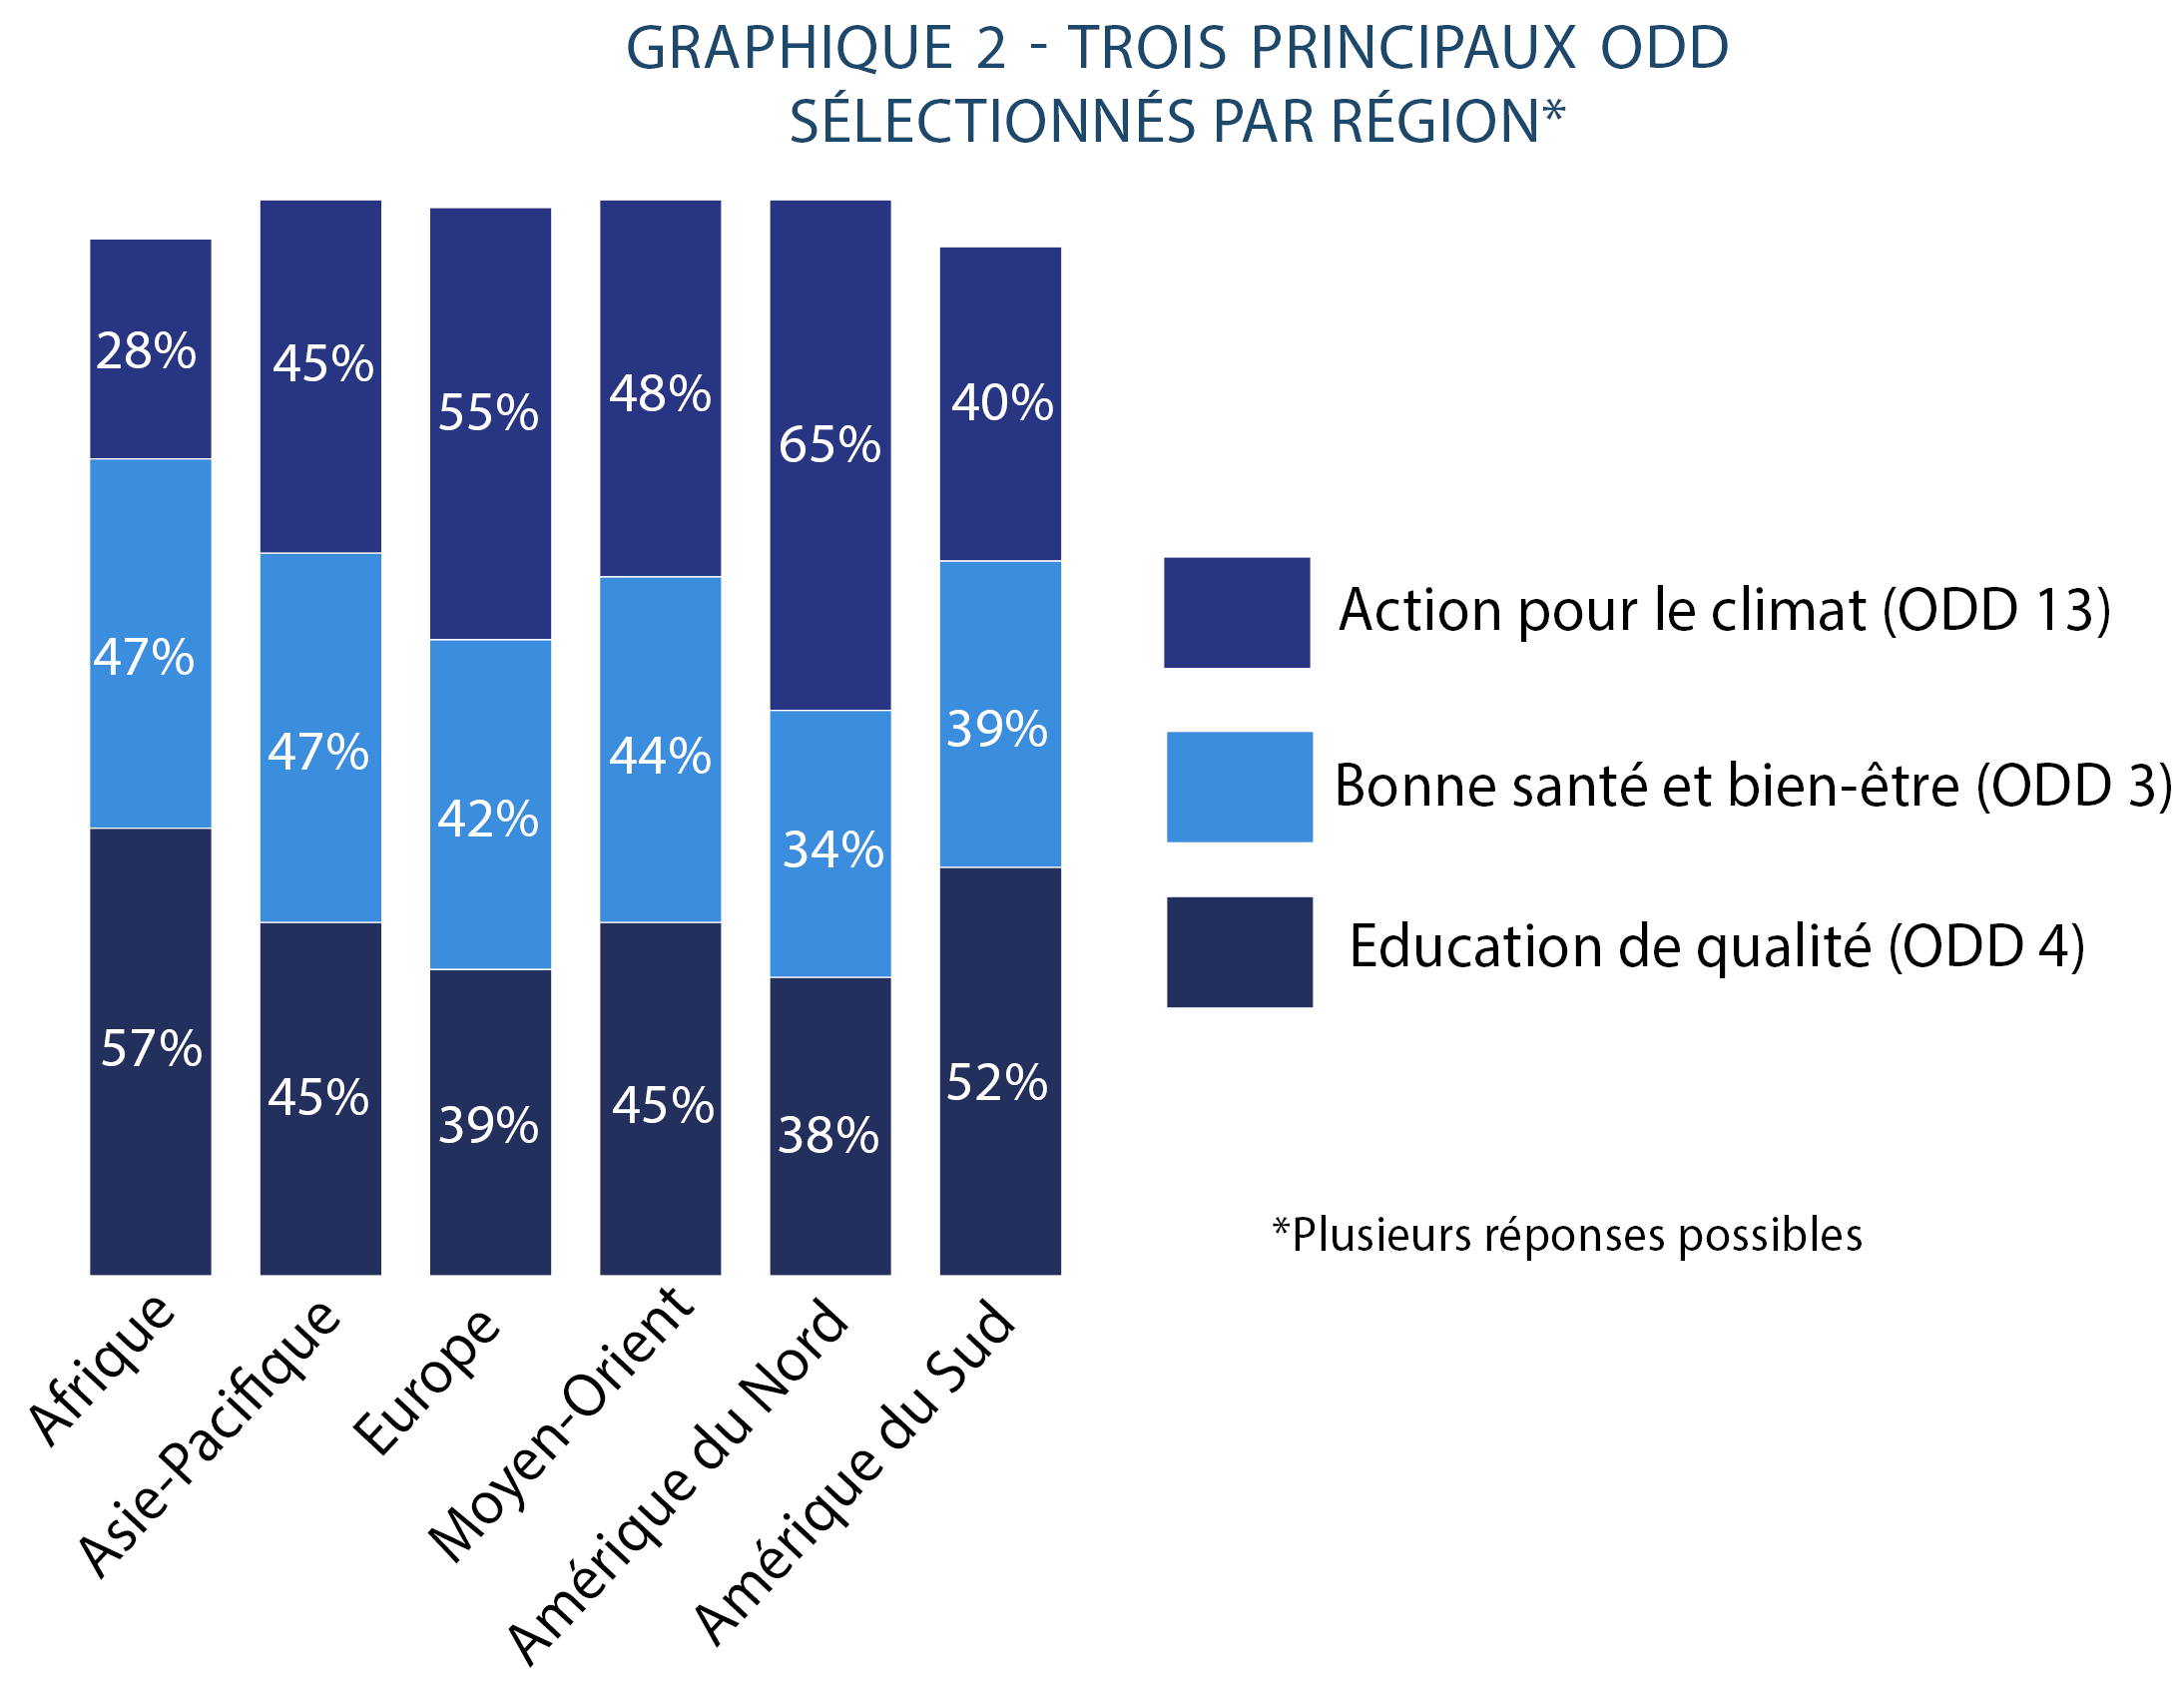 GRAPHIQUE 2 - TROIS PRINCIPAUX ODD
SÉLECTIONNÉS PAR RÉGION*
28%
47%
57%
45%
47%
45%
55%
42%
39%
48%
44%
45%
65%
34%
38%
40%
39%
52%
Afrique
Asie-Pacifique
Europe
Moyen-Orient
Amérique du Nord
Amérique du Sud
Action pour le climat (ODD 13)
Bonne santé et bien-être (ODD 3)
Education de qualité (ODD 4)
*Plusieurs réponses possibles